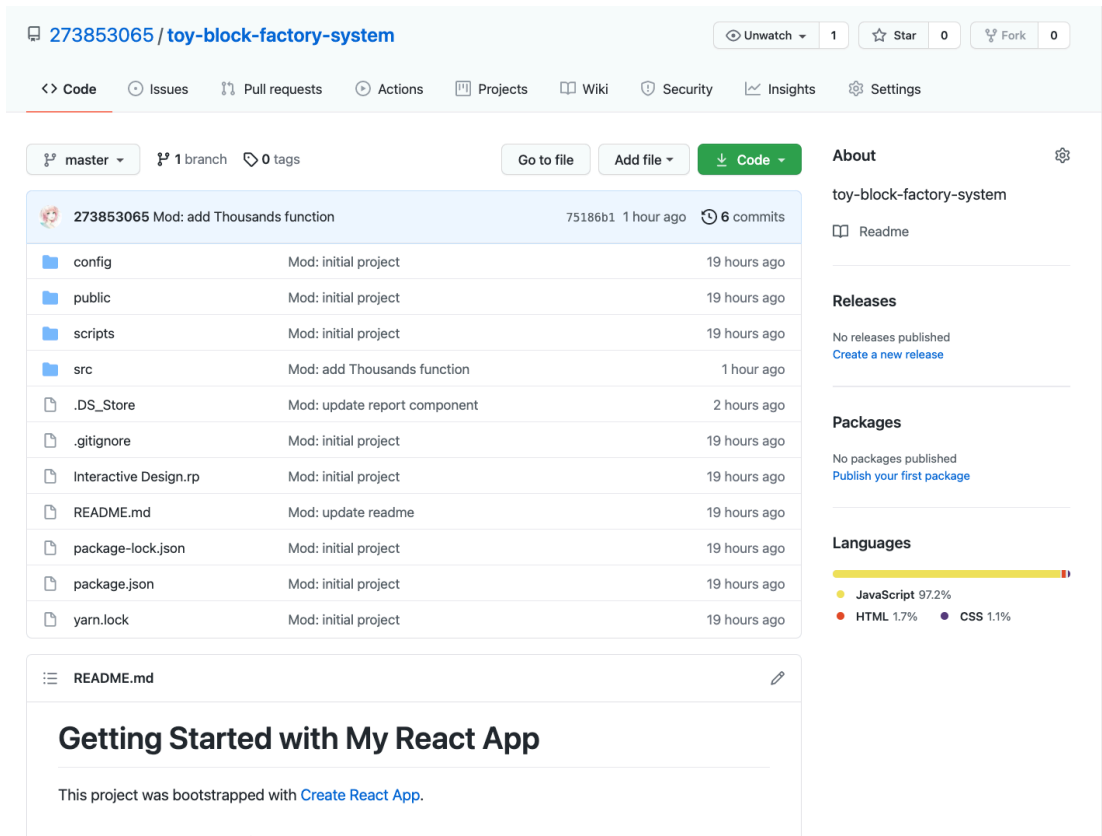 273853065 / toy-block-factory-system
Unwatch 1 Star 0 Fork 0
Code Issues Pull requests Actions Projects Wiki Security Insights Settings
master 1 branch 0 tags Go to file Add file Code
273853065 Mod: add Thousands function 75186b1 1 hour ago 6 commits
config Mod: initial project 19 hours ago
public Mod: initial project 19 hours ago
scripts Mod: initial project 19 hours ago
src Mod: add Thousands function 1 hour ago
.DS_Store Mod: update report component 2 hours ago
.gitignore Mod: initial project 19 hours ago
Interactive Design.rp Mod: initial project 19 hours ago
README.md Mod: update readme 19 hours ago
package-lock.json Mod: initial project 19 hours ago
package.json Mod: initial project 19 hours ago
yarn.lock Mod: initial project 19 hours ago
README.md
Getting Started with My React App
This project was bootstrapped with Create React App.
About
toy-block-factory-system
Readme
Releases
No releases published
Create a new release
Packages
No packages published
Publish your first package
Languages
JavaScript 97.2%
HTML 1.7% CSS 1.1%